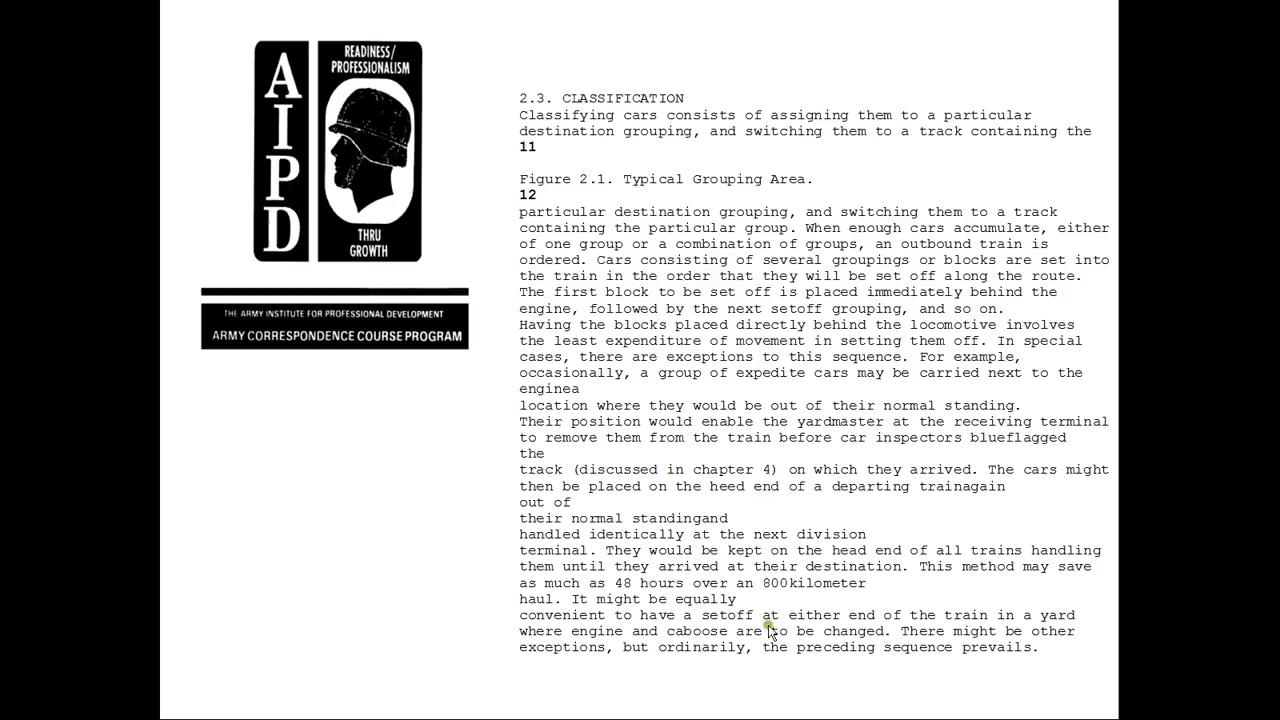 A
I
P
D
READINESS/
PROFESSIONALISM
THRU
GROWTH
THE ARMY INSTITUTE FOR PROFESSIONAL DEVELOPMENT
ARMY CORRESPONDENCE COURSE PROGRAM
2.3. CLASSIFICATION
Classifying cars consists of assigning them to a particular
destination grouping, and switching them to a track containing the
11
Figure 2.1. Typical Grouping Area.
12
particular destination grouping, and switching them to a track
containing the particular group. When enough cars accumulate, either
of one group or a combination of groups, an outbound train is
ordered. Cars consisting of several groupings or blocks are set into
the train in the order that they will be set off along the route.
The first block to be set off is placed immediately behind the
engine, followed by the next setoff grouping, and so on.
Having the blocks placed directly behind the locomotive involves
the least expenditure of movement in setting them off. In special
cases, there are exceptions to this sequence. For example,
occasionally, a group of expedite cars may be carried next to the
enginea
location where they would be out of their normal standing.
Their position would enable the yardmaster at the receiving terminal
to remove them from the train before car inspectors blueflagged
the
track (discussed in chapter 4) on which they arrived. The cars might
then be placed on the heed end of a departing trainagain
out of
their normal standingand
handled identically at the next division
terminal. They would be kept on the head end of all trains handling
them until they arrived at their destination. This method may save
as much as 48 hours over an 800kilometer
haul. It might be equally
convenient to have a setoff at either end of the train in a yard
where engine and caboose are to be changed. There might be other
exceptions, but ordinarily, the preceding sequence prevails.